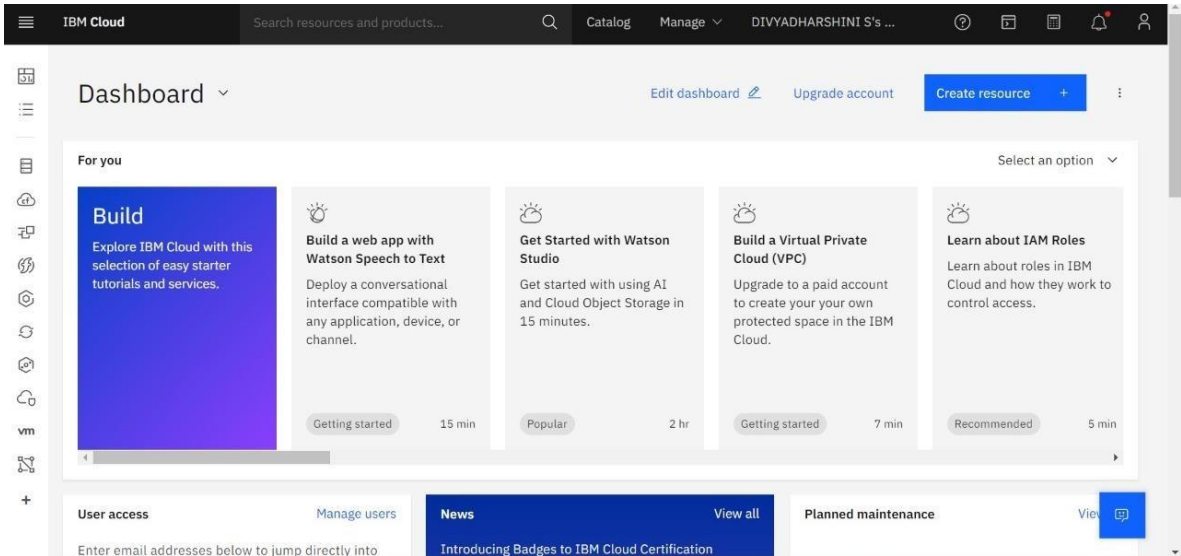 IBM Cloud
Search resources and products...
Catalog
Manage
DIVYADHARSHINI S's ...
Dashboard
Edit dashboard
Upgrade account
Create resource +
For you
Select an option
Build
Explore IBM Cloud with this
selection of easy starter
tutorials and services.
Build a web app with
Watson Speech to Text
Deploy a conversational
interface compatible with
any application, device, or
channel.
Getting started
15 min
Get Started with Watson
Studio
Get started with using AI
and Cloud Object Storage in
15 minutes.
Popular
2 hr
Build a Virtual Private
Cloud (VPC)
Upgrade to a paid account
to create your your own
protected space in the IBM
Cloud.
Getting started
7 min
Learn about IAM Roles
Learn about roles in IBM
Cloud and how they work to
control access.
Recommended
5 min
vm
+
User access
Manage users
Enter email addresses below to jump directly into
News
View all
Introducing Badges to IBM Cloud Certification
Planned maintenance